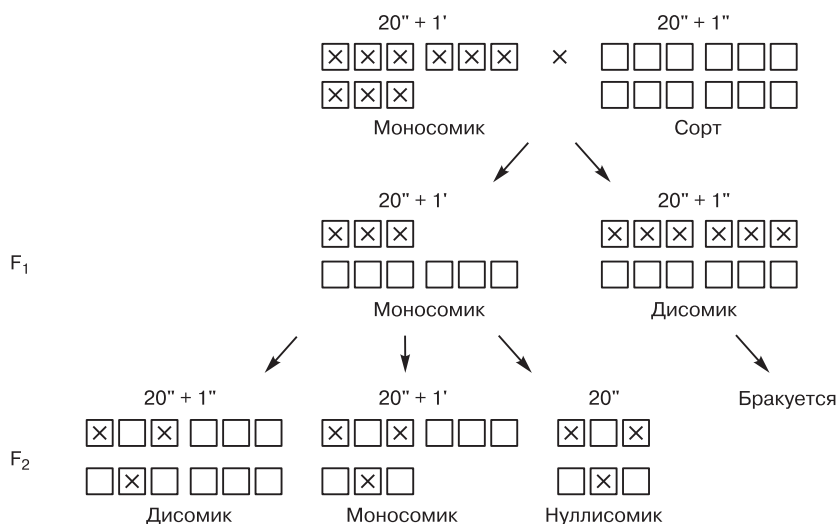 20" + 1' 20" + 1"
×
Моносомик Сорт
20" + 1' 20" + 1"
F₁
Моносомик Дисомик
20" + 1" 20" + 1' 20" Бракуется
F₂
Дисомик Моносомик Нуллисомик